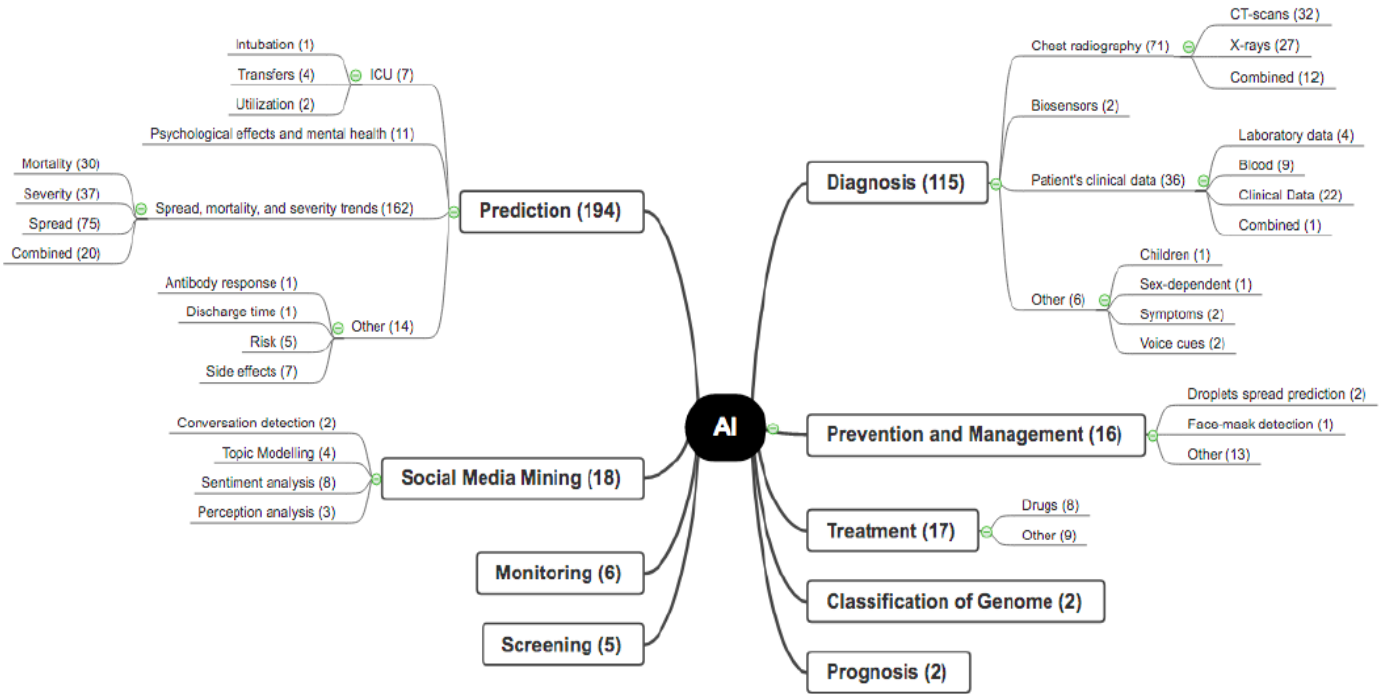 AI
Prediction (194)
ICU (7)
Intubation (1)
Transfers (4)
Utilization (2)
Psychological effects and mental health (11)
Spread, mortality, and severity trends (162)
Mortality (30)
Severity (37)
Spread (75)
Combined (20)
Other (14)
Antibody response (1)
Discharge time (1)
Risk (5)
Side effects (7)
Social Media Mining (18)
Conversation detection (2)
Topic Modelling (4)
Sentiment analysis (8)
Perception analysis (3)
Monitoring (6)
Screening (5)
Diagnosis (115)
Chest radiography (71)
CT-scans (32)
X-rays (27)
Combined (12)
Biosensors (2)
Patient's clinical data (36)
Laboratory data (4)
Blood (9)
Clinical Data (22)
Combined (1)
Other (6)
Children (1)
Sex-dependent (1)
Symptoms (2)
Voice cues (2)
Prevention and Management (16)
Droplets spread prediction (2)
Face-mask detection (1)
Other (13)
Treatment (17)
Drugs (8)
Other (9)
Classification of Genome (2)
Prognosis (2)